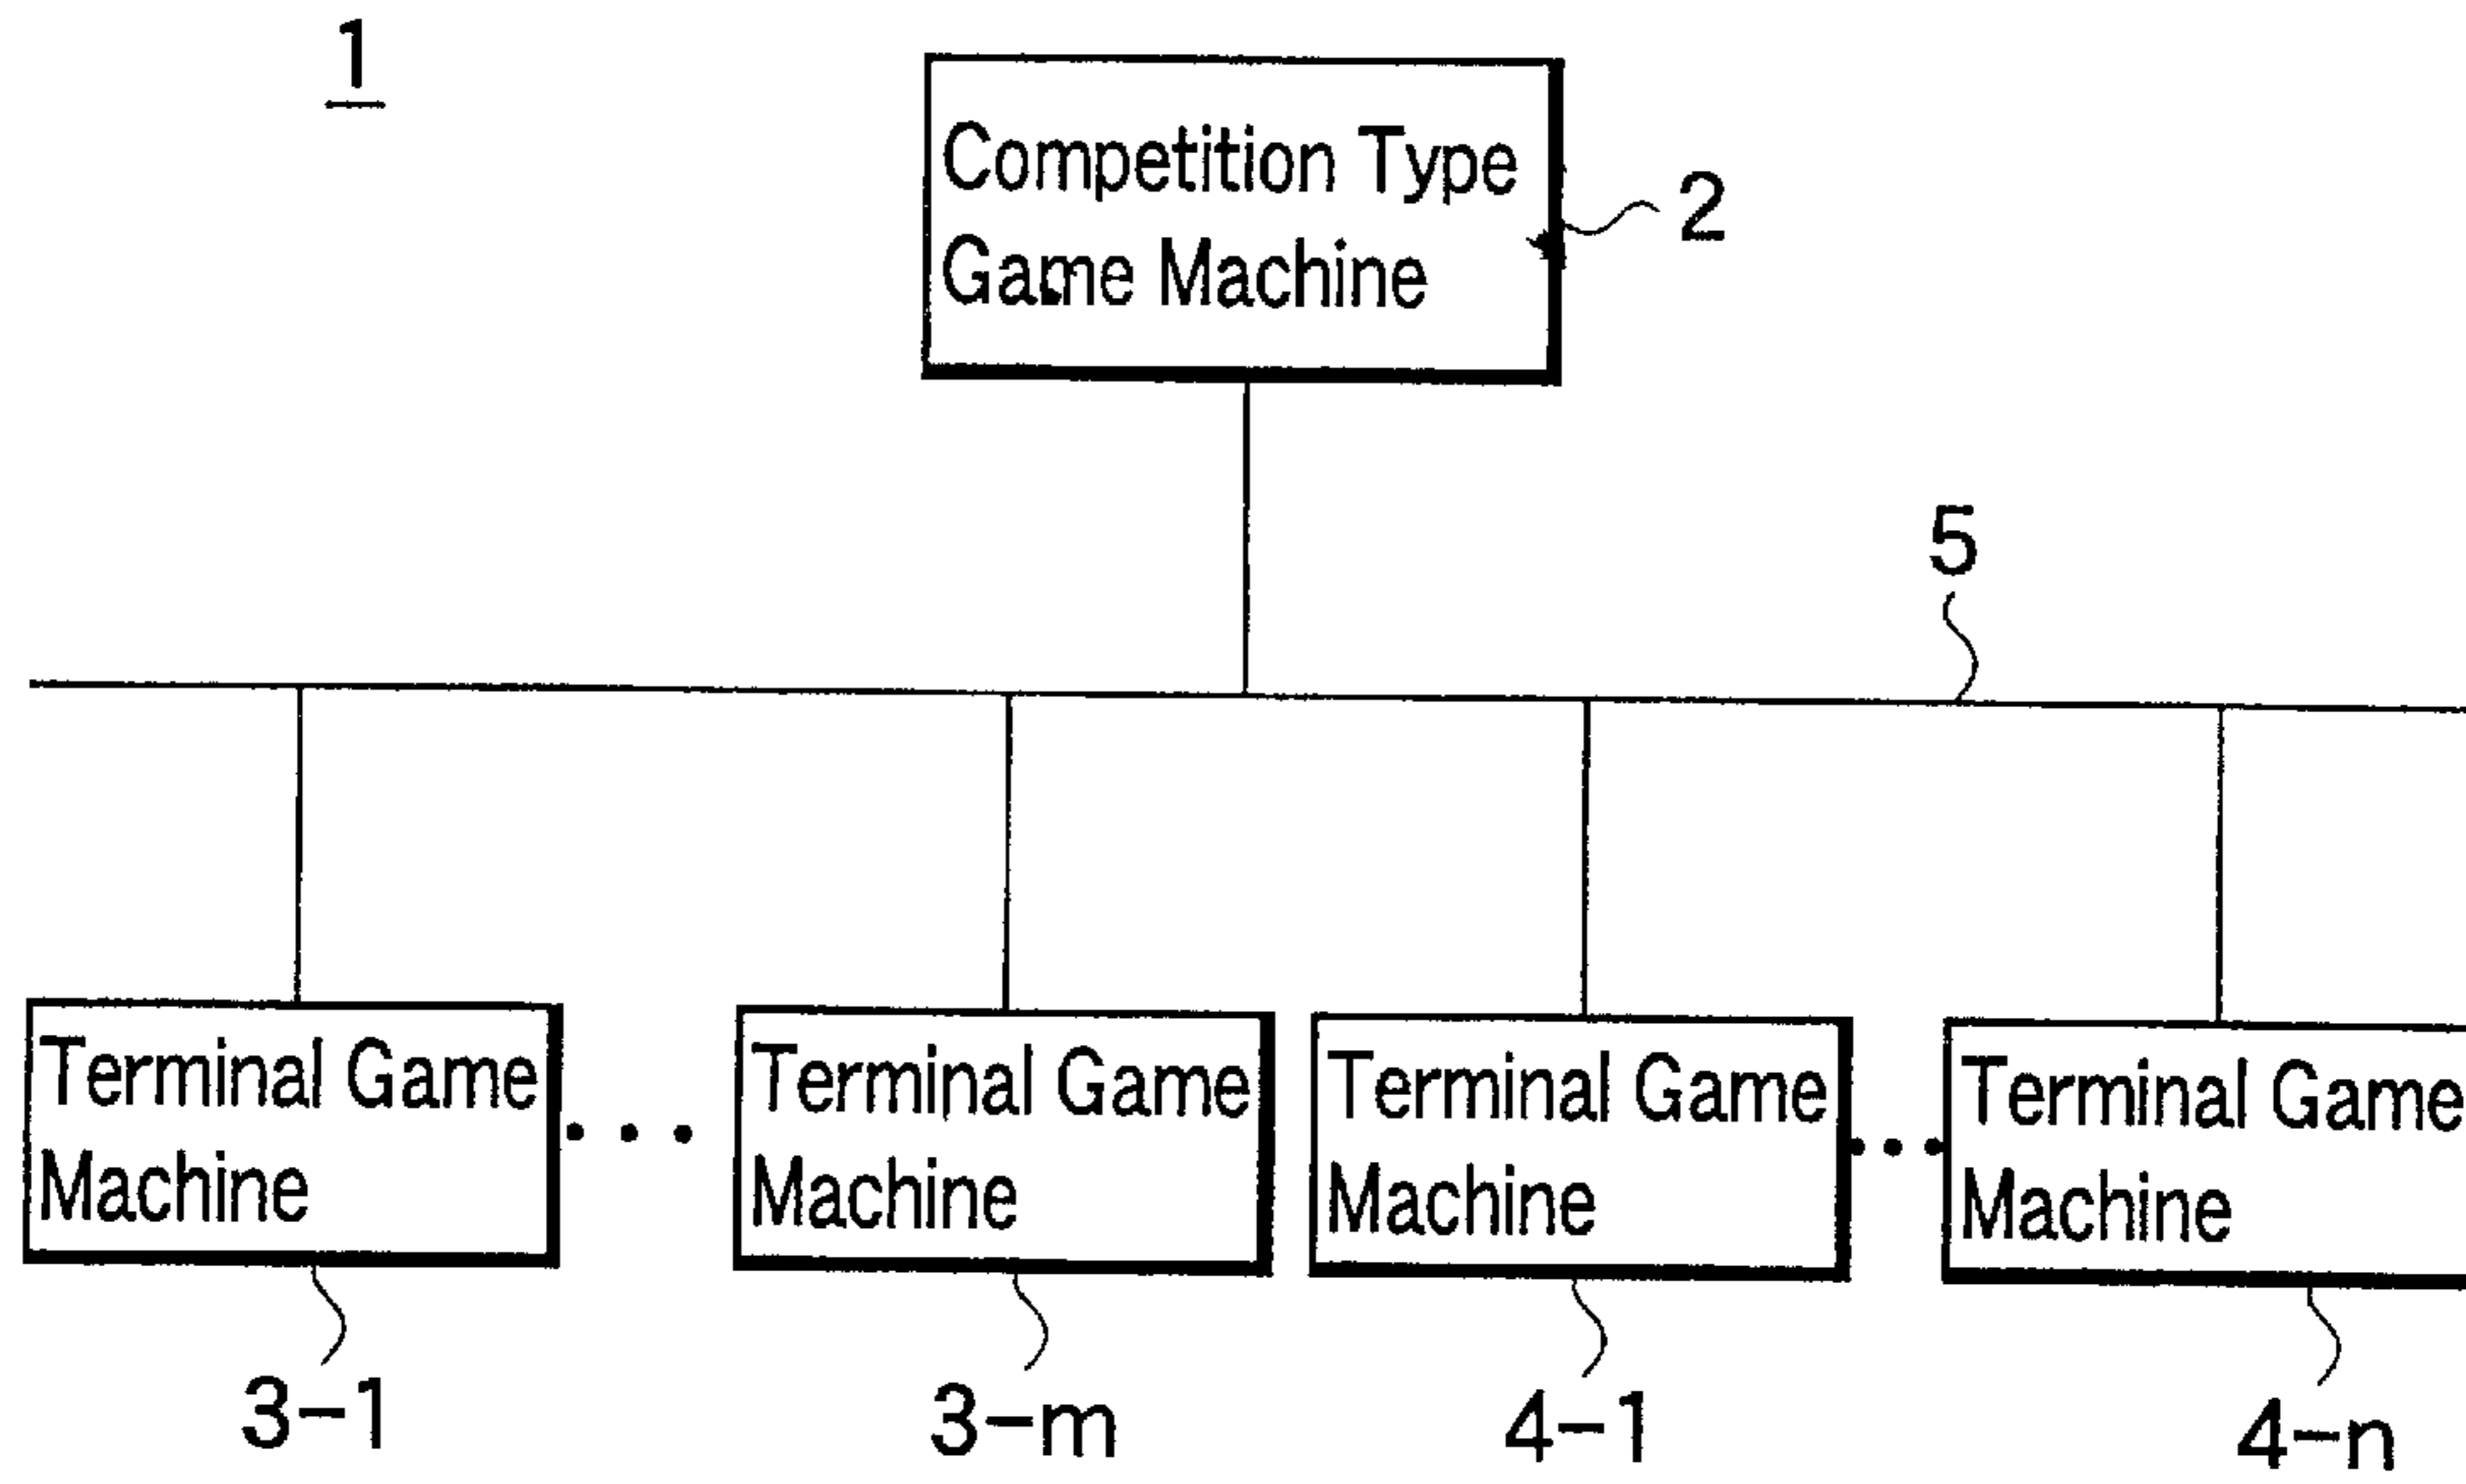 1
Competition Type
Game Machine
2
5
Terminal Game
Machine
Terminal Game
Machine
Terminal Game
Machine
Terminal Game
Machine
3-1
3-m
4-1
4-n